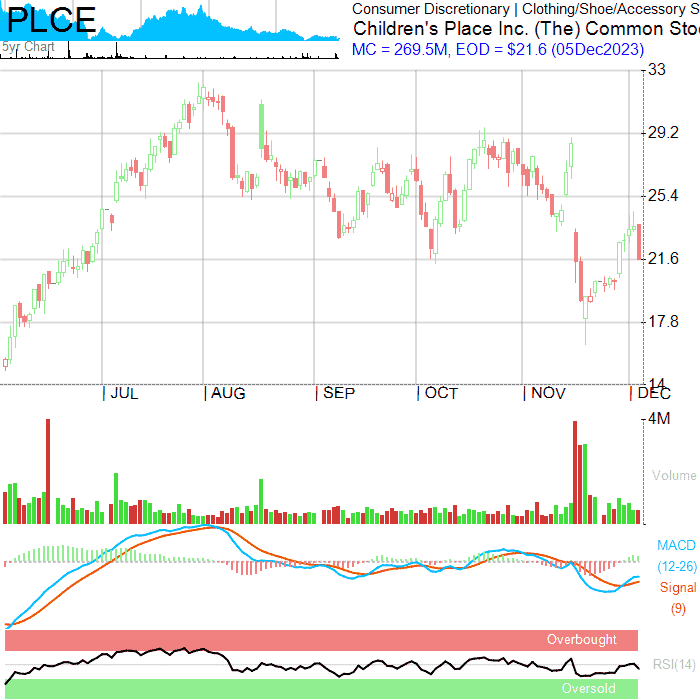 PLCE
5yr Chart
Consumer Discretionary | Clothing/Shoe/Accessory S
Children's Place Inc. (The) Common Sto
MC = 269.5M, EOD = $21.6 (05Dec2023)
33
29.2
25.4
21.6
17.8
14
JUL AUG SEP OCT NOV DEC
4M
Volume
MACD
(12-26)
Signal
(9)
Overbought
RSI(14)
Oversold